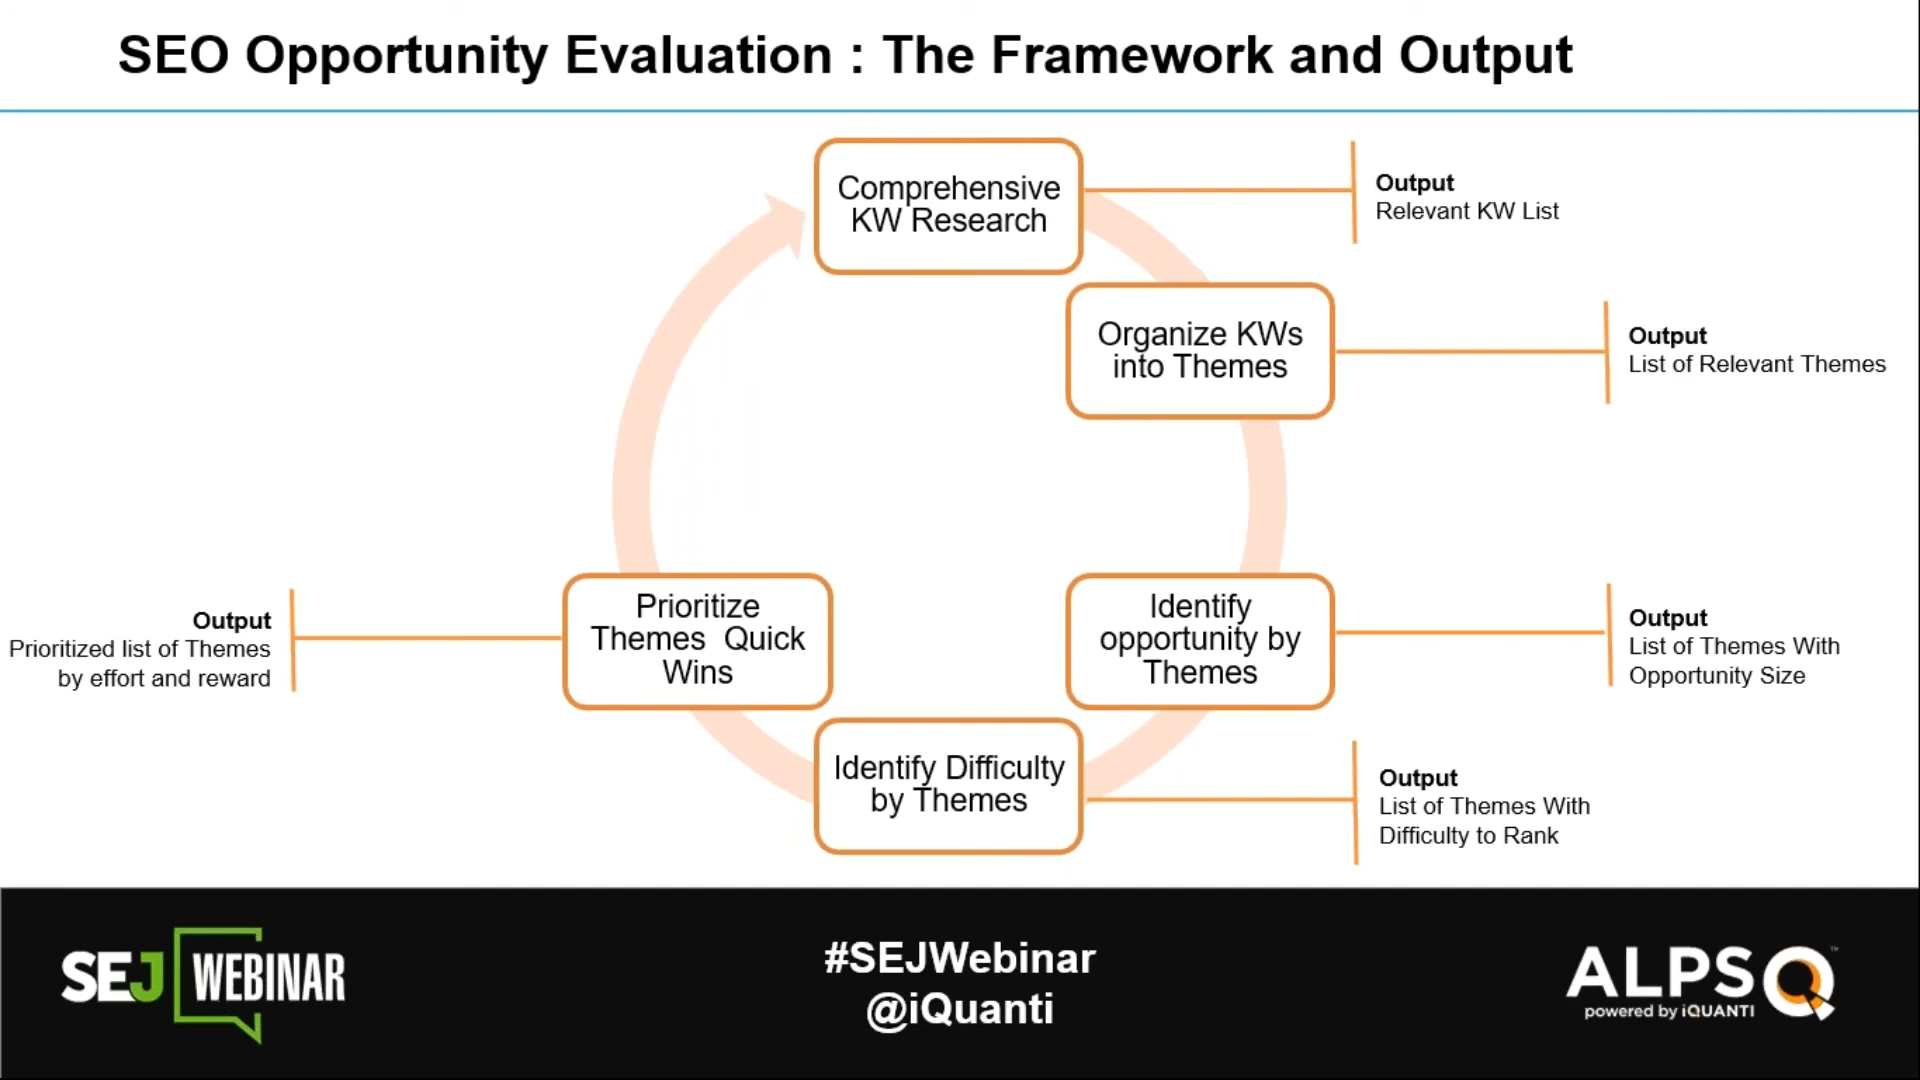 SEO Opportunity Evaluation : The Framework and Output
Comprehensive
KW Research
Output
Relevant KW List
Organize KWs
into Themes
Output
List of Relevant Themes
Identify
opportunity by
Themes
Output
List of Themes With
Opportunity Size
Identify Difficulty
by Themes
Output
List of Themes With
Difficulty to Rank
Prioritize
Themes  Quick
Wins
Output
Prioritized list of Themes
by effort and reward
SEJ WEBINAR
#SEJWebinar
@iQuanti
ALPS Q™
powered by iQUANTI